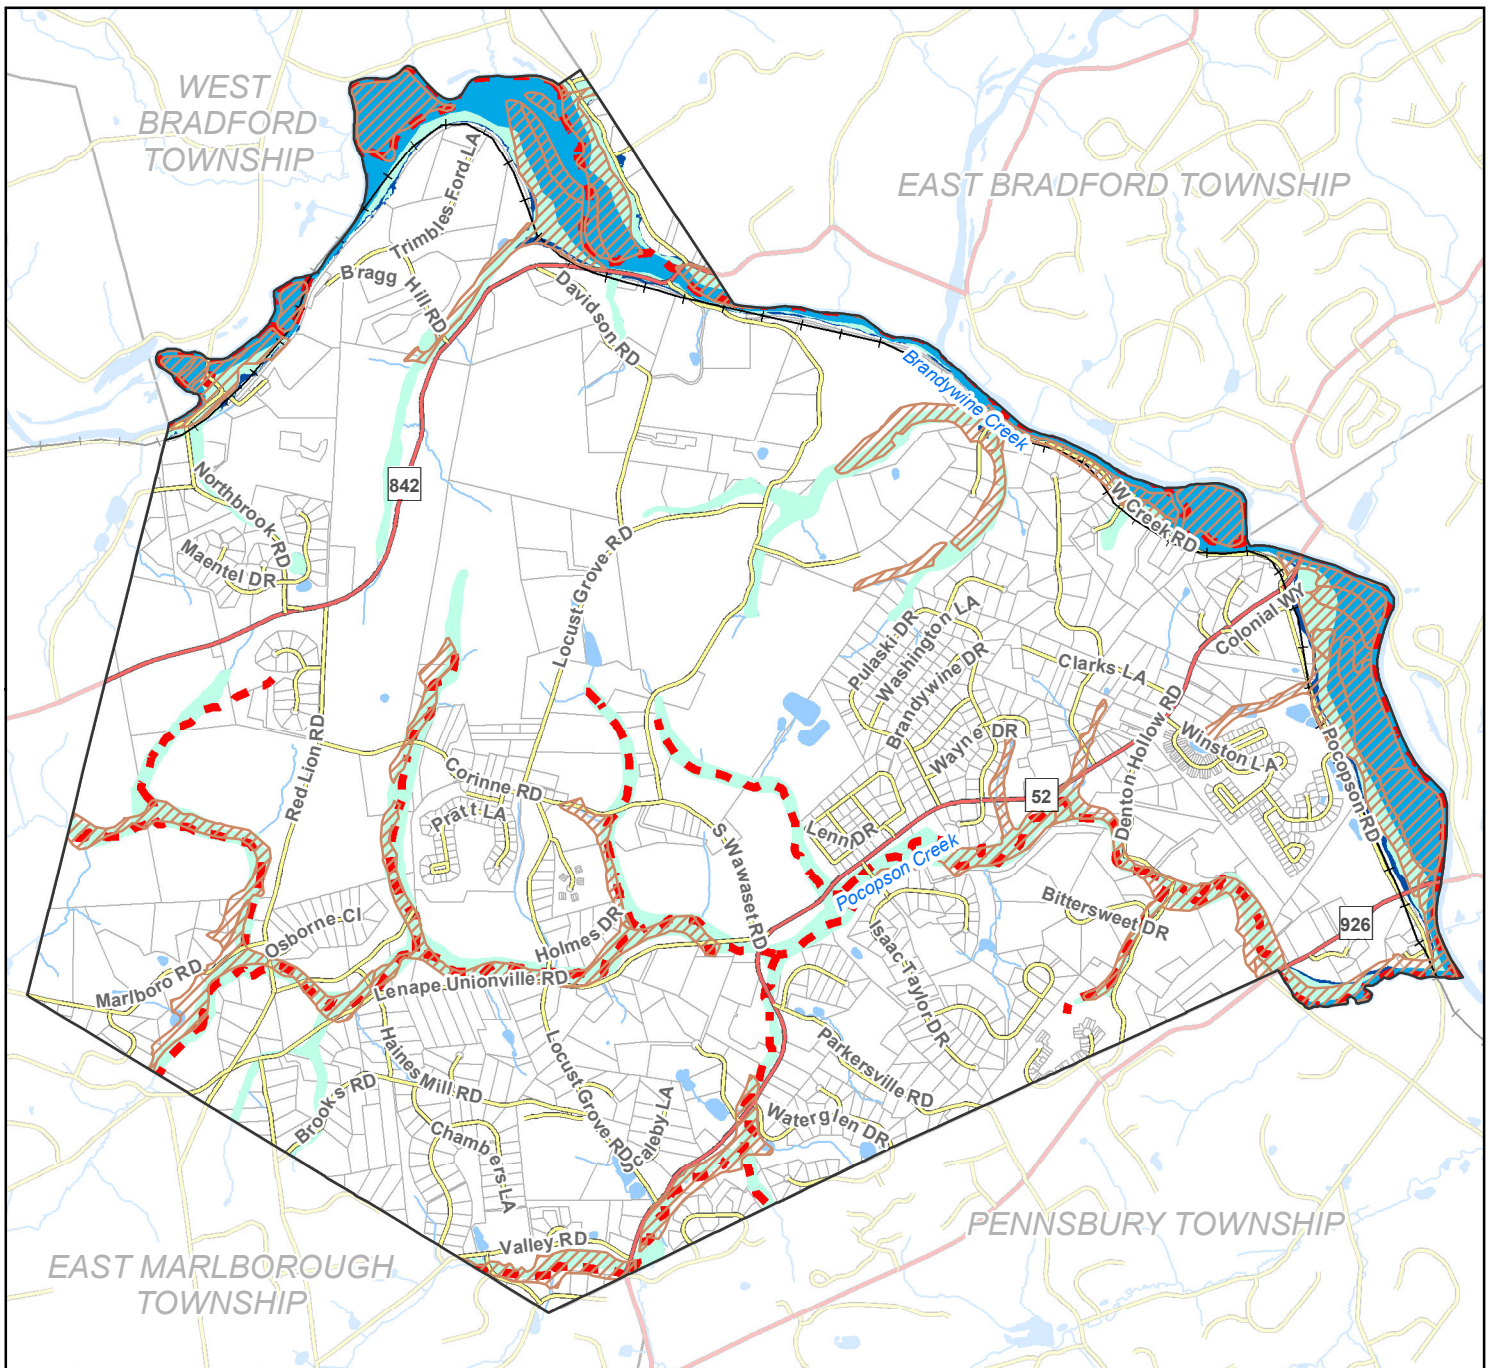 WEST
BRADFORD
TOWNSHIP
EAST BRADFORD TOWNSHIP
Trimbles Ford LA
Bragg Hill RD
Davidson RD
Brandywine Creek
842
Northbrook RD
W Creek RD
Maentel DR
Locust Grove RD
Colonial WY
Pulaski DR
Washington LA
Brandywine DR
Clarks LA
Wayne DR
Denton Hollow RD
Winston LA
Pocopson RD
Red Lion RD
Corinne RD
Pratt LA
52
Lenn DR
S Wawaset RD
Pocopson Creek
Bittersweet DR
926
Osborne Cl
Holmes DR
Isaac Taylor DR
Marlboro RD
Lenape Unionville RD
Haines Mill RD
Locust Grove RD
Parkersville RD
Brooks RD
Scaleby LA
Waterglen DR
Chambers LA
Valley RD
PENNSBURY TOWNSHIP
EAST MARLBOROUGH
TOWNSHIP